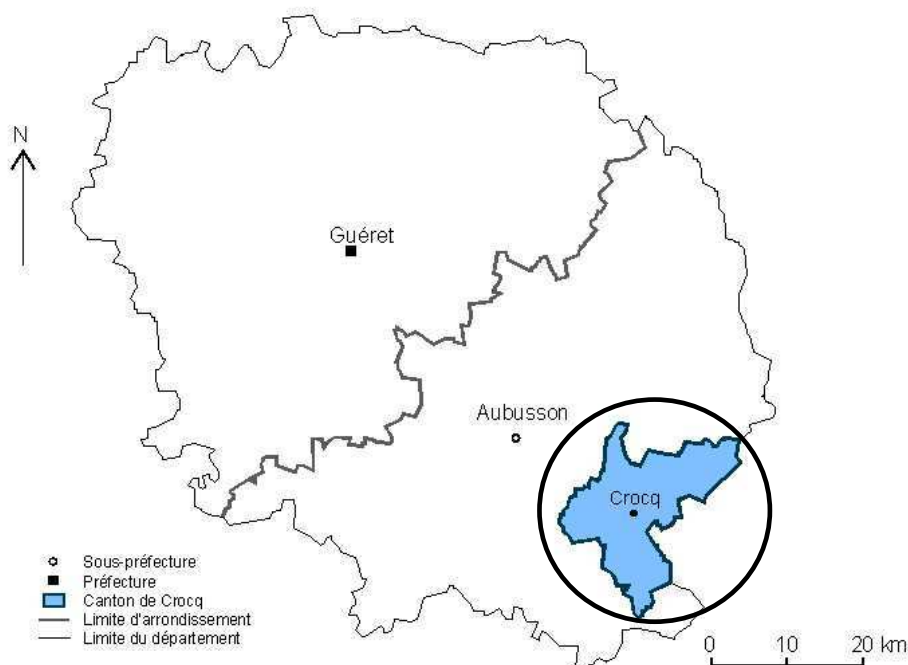 N
Guéret
Aubusson
Crocq
Sous-préfecture
Préfecture
Canton de Crocq
Limite d'arrondissement
Limite du département
0 10 20 km